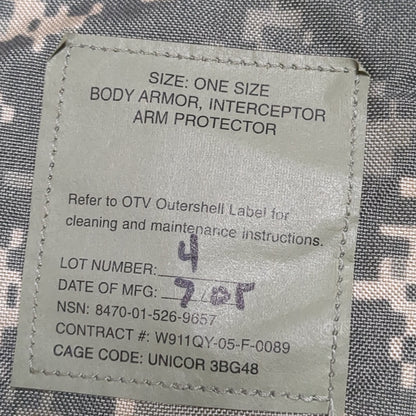 SIZE: ONE SIZE
BODY ARMOR, INTERCEPTOR
ARM PROTECTOR
Refer to OTV Outershell Label for
cleaning and maintenance instructions.
LOT NUMBER: 4
DATE OF MFG: 7/05
NSN: 8470-01-526-9657
CONTRACT #: W911QY-05-F-0089
CAGE CODE: UNICOR 3BG48